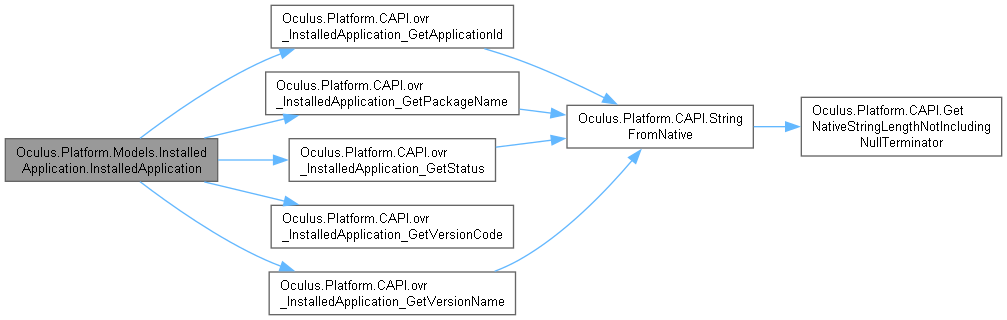 Oculus.Platform.Models.Installed
Application.InstalledApplication
Oculus.Platform.CAPI.ovr
_InstalledApplication_GetApplicationId
Oculus.Platform.CAPI.ovr
_InstalledApplication_GetPackageName
Oculus.Platform.CAPI.ovr
_InstalledApplication_GetStatus
Oculus.Platform.CAPI.ovr
_InstalledApplication_GetVersionCode
Oculus.Platform.CAPI.ovr
_InstalledApplication_GetVersionName
Oculus.Platform.CAPI.String
FromNative
Oculus.Platform.CAPI.Get
NativeStringLengthNotIncluding
NullTerminator